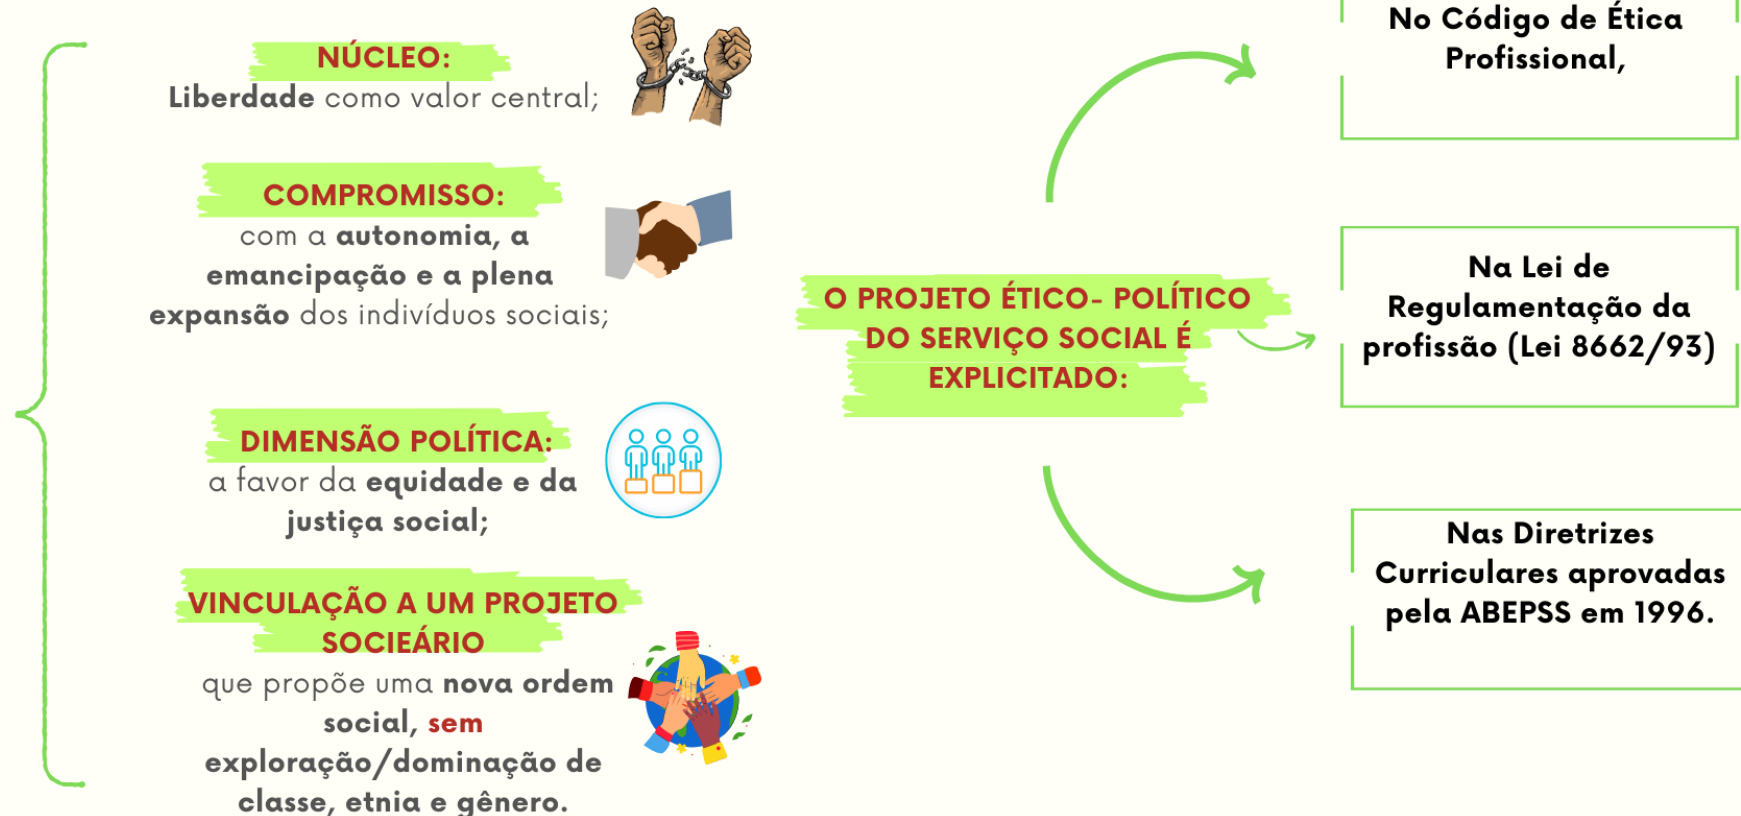 NÚCLEO:
Liberdade como valor central;
COMPROMISSO:
com a autonomia, a
emancipação e a plena
expansão dos indivíduos sociais;
DIMENSÃO POLÍTICA:
a favor da equidade e da
justiça social;
VINCULAÇÃO A UM PROJETO
SOCIEÁRIO
que propõe uma nova ordem
social, sem
exploração/dominação de
classe, etnia e gênero.
O PROJETO ÉTICO- POLÍTICO
DO SERVIÇO SOCIAL É
EXPLICITADO:
No Código de Ética
Profissional,
Na Lei de
Regulamentação da
profissão (Lei 8662/93)
Nas Diretrizes
Curriculares aprovadas
pela ABEPSS em 1996.